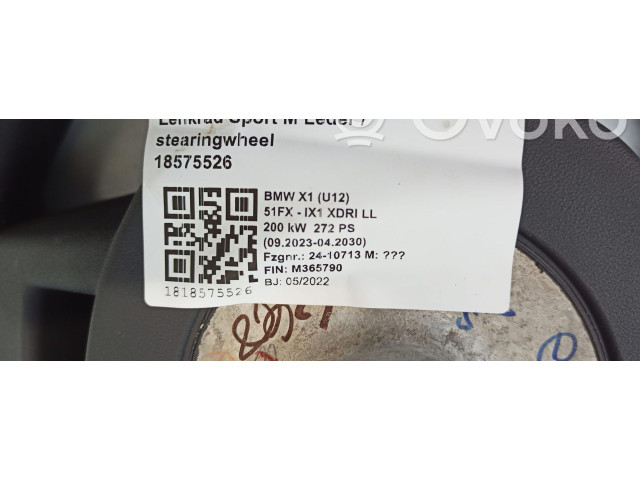 Lenkrad Sport M Leder /
stearingwheel
18575526
BMW X1 (U12)
51FX - IX1 XDRI LL
200 kW 272 PS
(09.2023-04.2030)
Fzgnr.: 24-10713 M: ???
FIN: M365790
BJ: 05/2022
1818575526
Ovoko